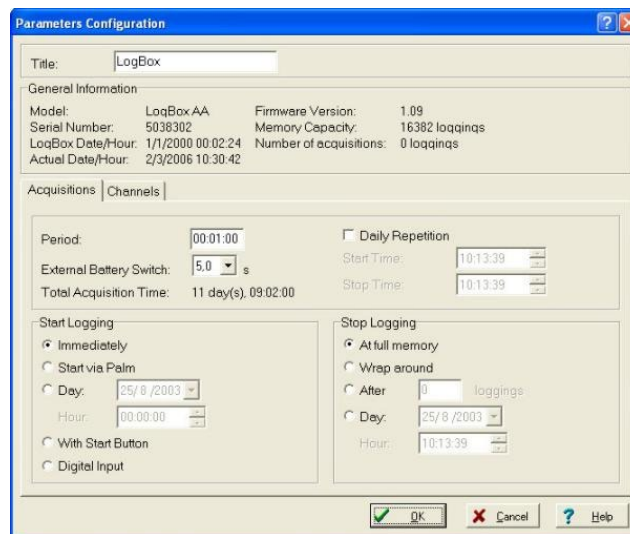 Parameters Configuration
Title: LogBox
General Information
Model: LogBox AA Firmware Version: 1.09
Serial Number: 5038302 Memory Capacity: 16382 loggings
LogBox Date/Hour: 1/1/2000 00:02:24 Number of acquisitions: 0 loggings
Actual Date/Hour: 2/3/2006 10:30:42
Acquisitions Channels
Period: 00:01:00
External Battery Switch: 5,0 s
Total Acquisition Time: 11 day(s), 09:02:00
Daily Repetition
Start Time: 10:13:39
Stop Time: 10:13:39
Start Logging
Immediately
Start via Palm
Day: 25/ 8 /2003
Hour: 00:00:00
With Start Button
Digital Input
Stop Logging
At full memory
Wrap around
After 0 loggings
Day: 25/ 8 /2003
Hour: 10:13:39
OK Cancel ? Help